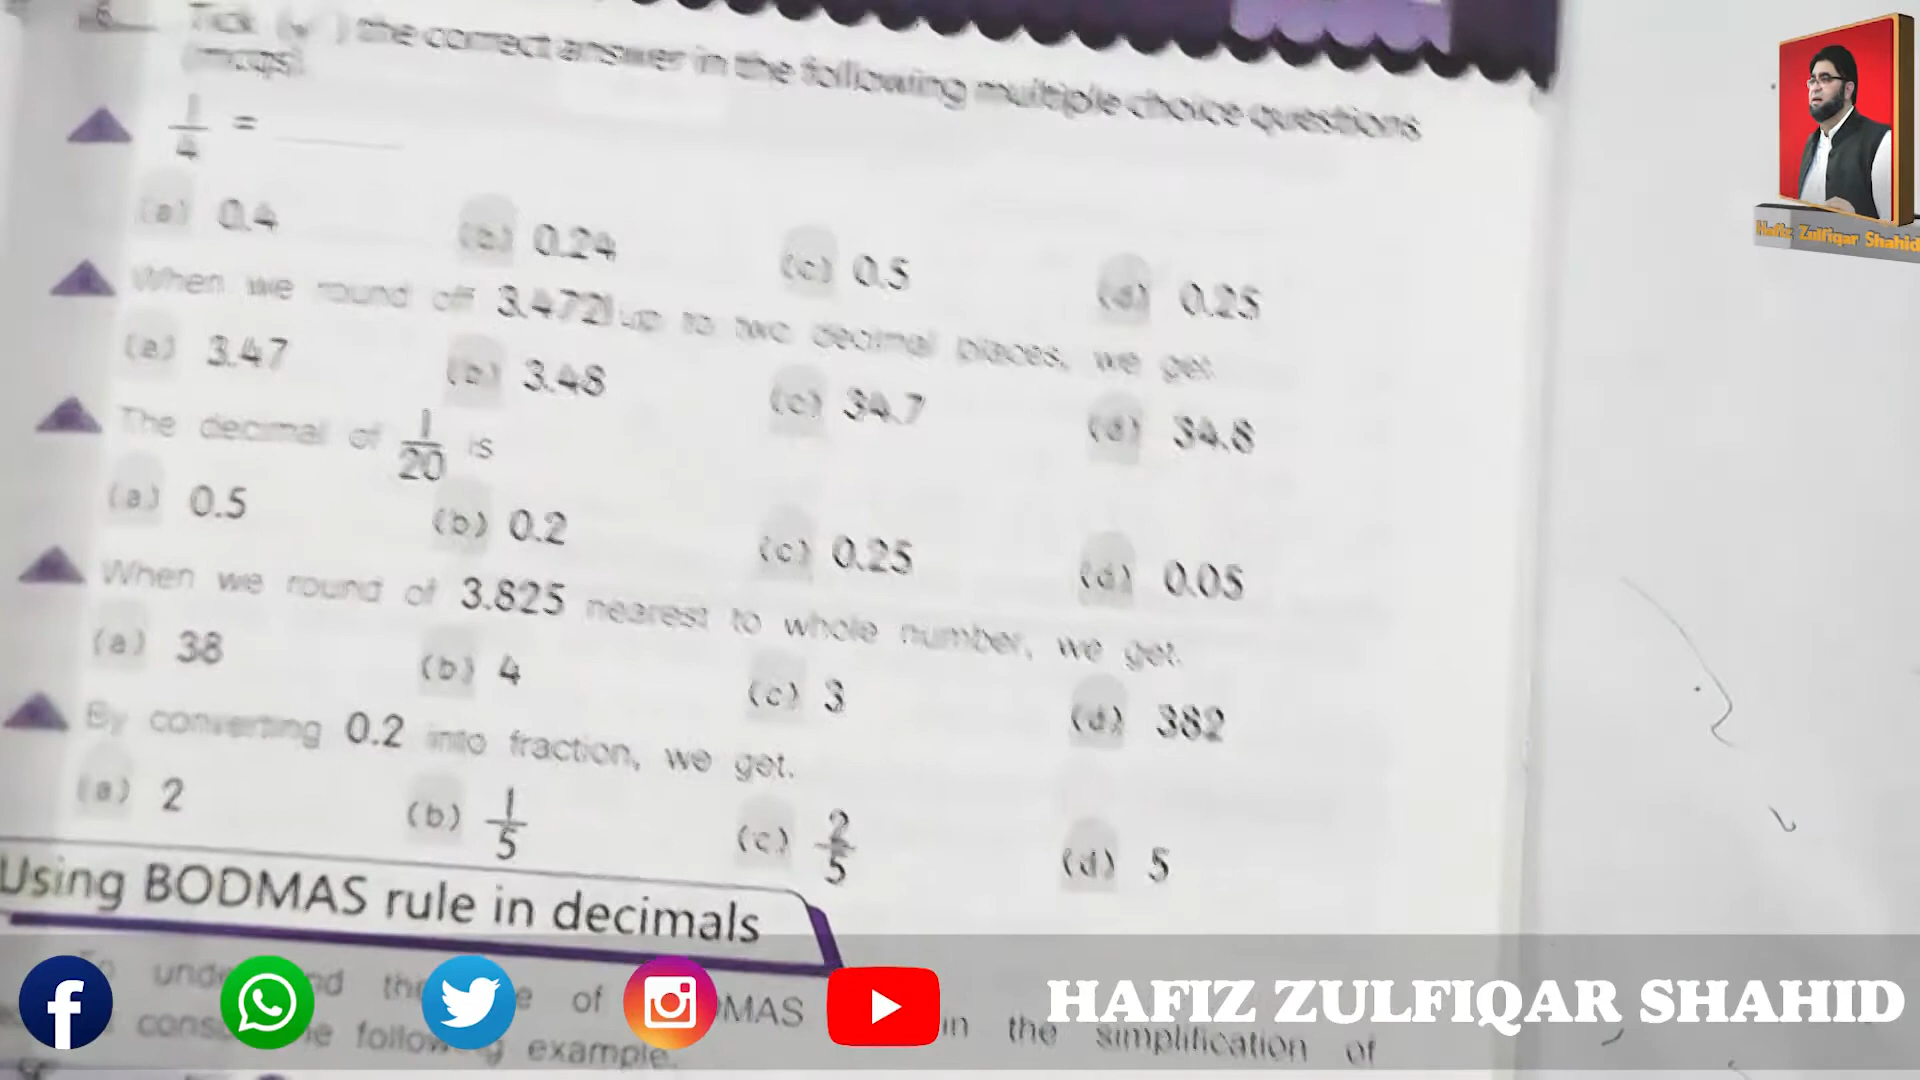 6. Tick (✓) the correct answer in the following multiple choice questions
(mcqs).
1/4 = ______
(a) 0.4 (b) 0.24 (c) 0.5 (d) 0.25
When we round off 3.4721 up to two decimal places, we get.
(a) 3.47 (b) 3.48 (c) 34.7 (d) 34.8
The decimal of 1/20 is
(a) 0.5 (b) 0.2 (c) 0.25 (d) 0.05
When we round of 3.825 nearest to whole number, we get.
(a) 38 (b) 4 (c) 3 (d) 382
By converting 0.2 into fraction, we get.
(a) 2 (b) 1/5 (c) 2/5 (d) 5
Using BODMAS rule in decimals
the of in the simplification of
example.
Hafiz Zulfiqar Shahid
HAFIZ ZULFIQAR SHAHID